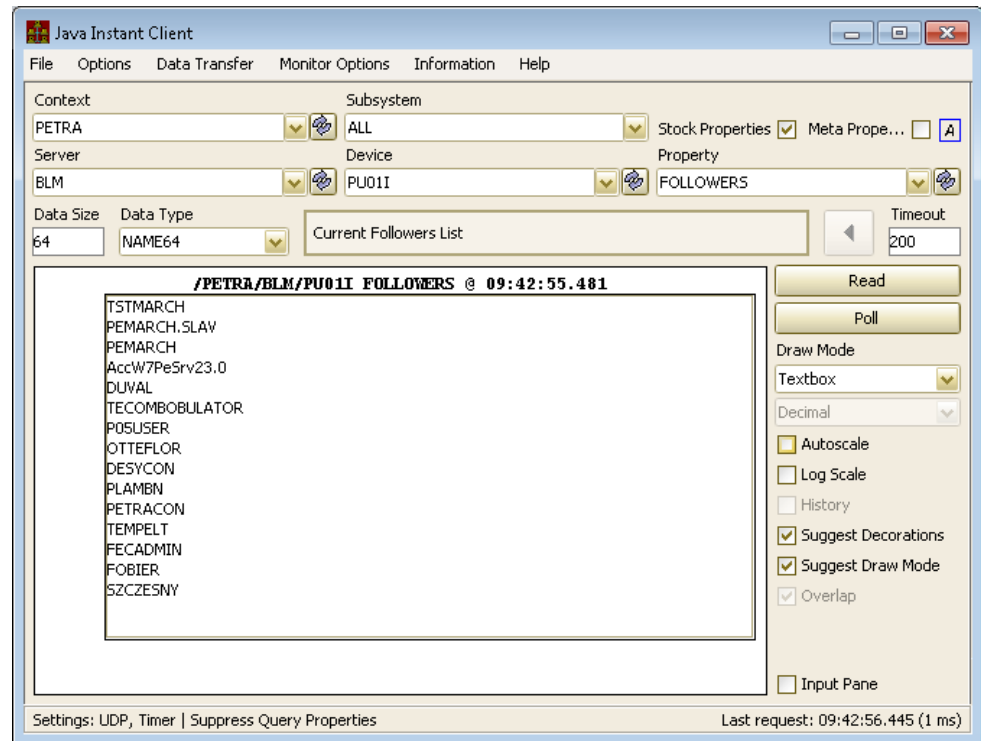 Java Instant Client
File Options Data Transfer Monitor Options Information Help
Context Subsystem
PETRA ALL Stock Properties Meta Prope... A
Server Device Property
BLM PU01I FOLLOWERS
Data Size Data Type Timeout
64 NAME64 Current Followers List 200
/PETRA/BLM/PU01I FOLLOWERS @ 09:42:55.481
TSTMARCH
PEMARCH.SLAV
PEMARCH
AccW7PeSrv23.0
DUVAL
TECOMBOBULATOR
P05USER
OTTEFLOR
DESYCON
PLAMBN
PETRACON
TEMPELT
FECADMIN
FOBIER
SZCZESNY
Read
Poll
Draw Mode
Textbox
Decimal
Autoscale
Log Scale
History
Suggest Decorations
Suggest Draw Mode
Overlap
Input Pane
Settings: UDP, Timer | Suppress Query Properties Last request: 09:42:56.445 (1 ms)